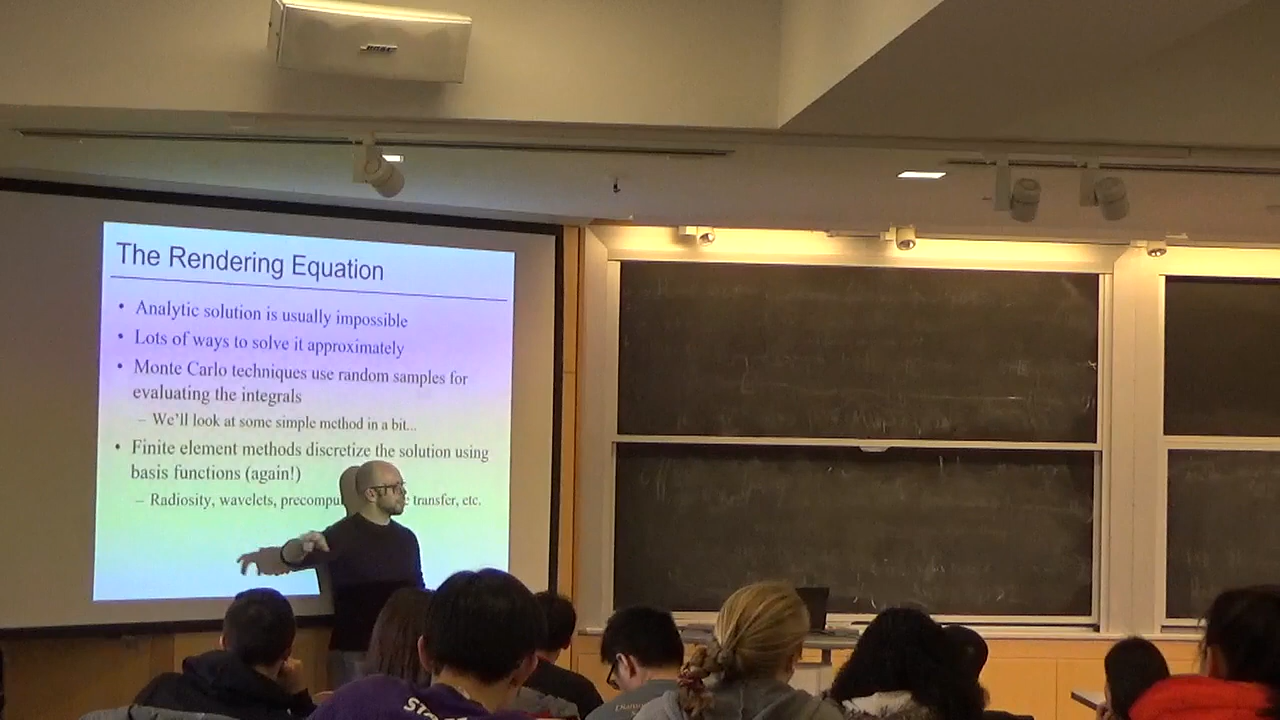 BOSE
The Rendering Equation
• Analytic solution is usually impossible
• Lots of ways to solve it approximately
• Monte Carlo techniques use random samples for
evaluating the integrals
– We'll look at some simple method in a bit...
• Finite element methods discretize the solution using
basis functions (again!)
– Radiosity, wavelets, transfer, etc.